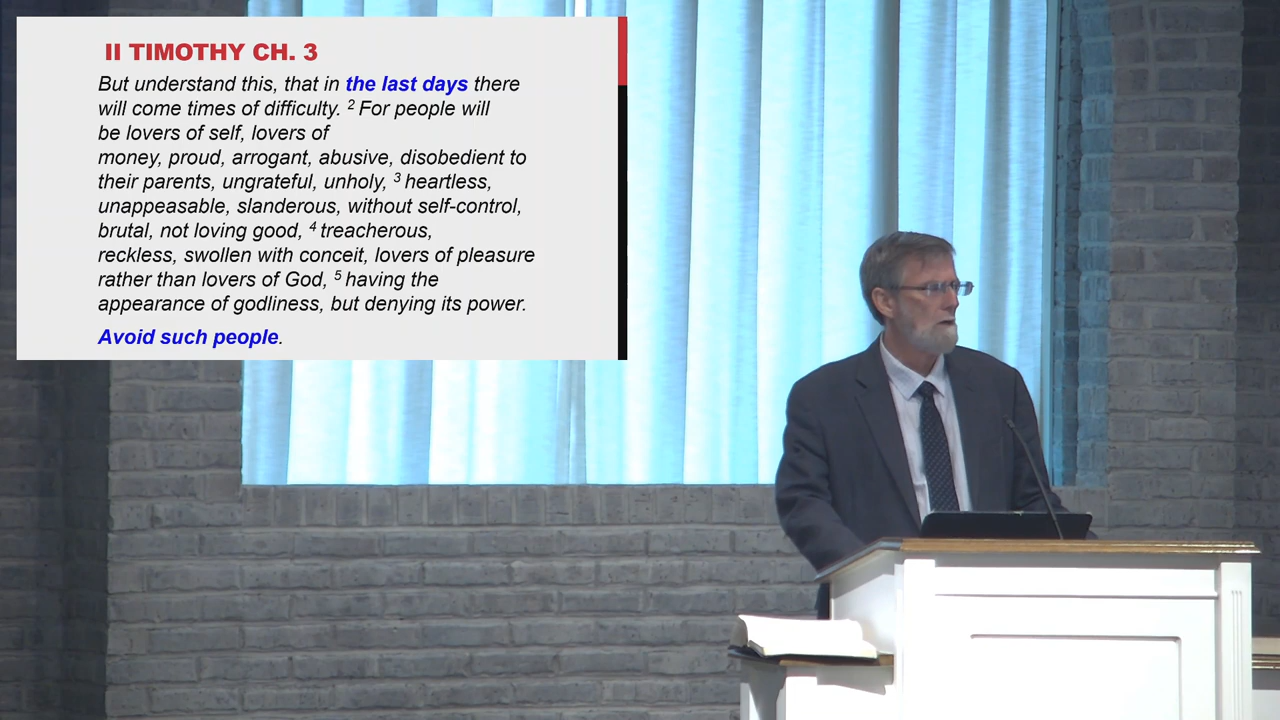 II TIMOTHY CH. 3
But understand this, that in the last days there
will come times of difficulty. ² For people will
be lovers of self, lovers of
money, proud, arrogant, abusive, disobedient to
their parents, ungrateful, unholy, ³ heartless,
unappeasable, slanderous, without self-control,
brutal, not loving good, ⁴ treacherous,
reckless, swollen with conceit, lovers of pleasure
rather than lovers of God, ⁵ having the
appearance of godliness, but denying its power.
Avoid such people.